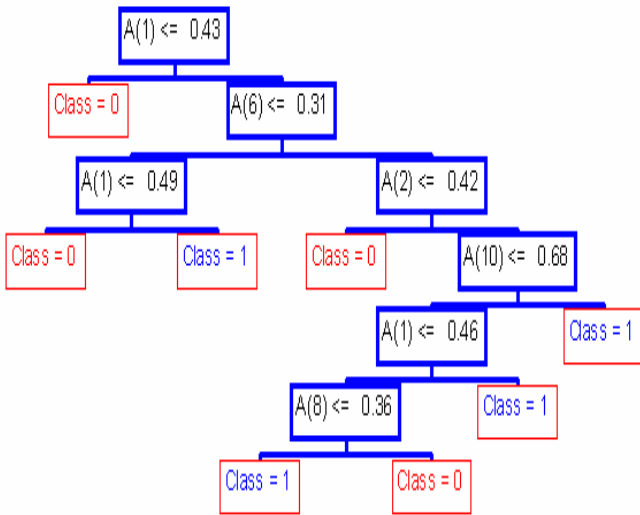 A(1) <= 0.43
Class = 0
A(6) <= 0.31
A(1) <= 0.49
A(2) <= 0.42
Class = 0
Class = 1
Class = 0
A(10) <= 0.68
A(1) <= 0.46
Class = 1
A(8) <= 0.36
Class = 1
Class = 1
Class = 0